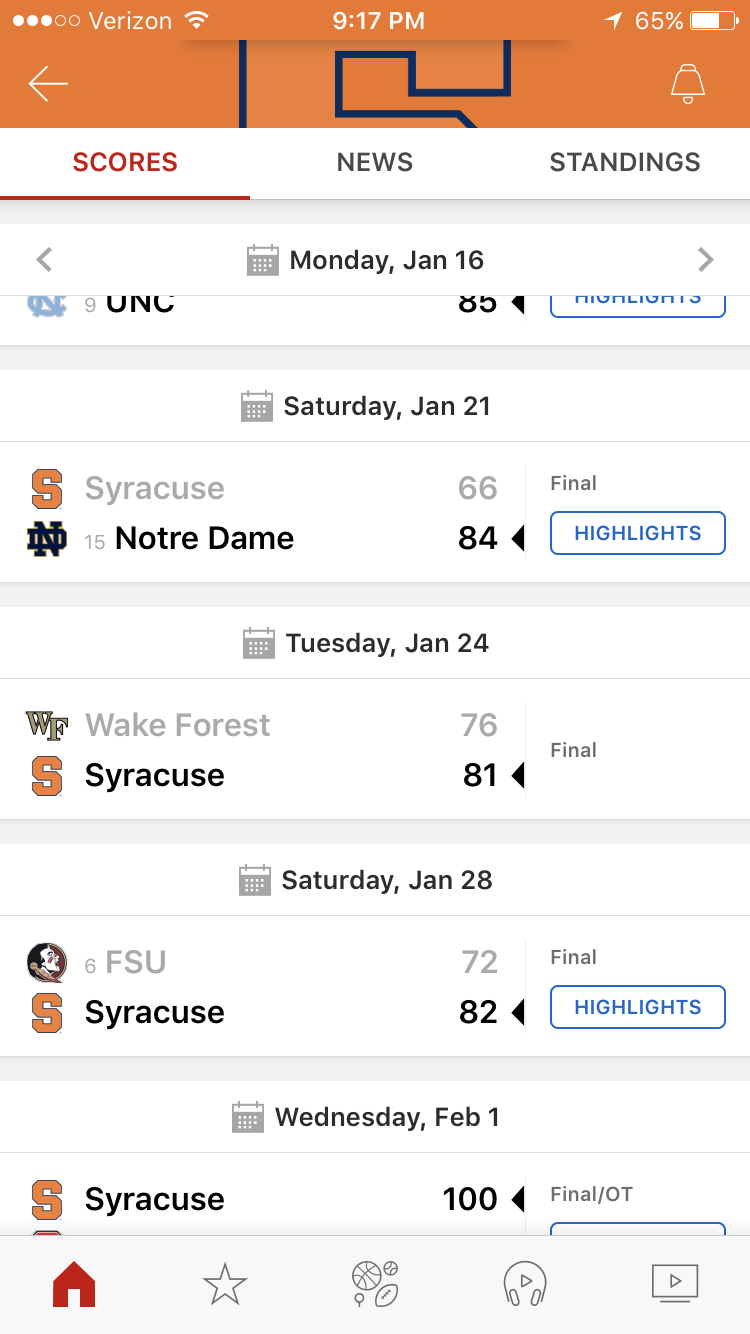 Verizon 9:17 PM 65%
SCORES NEWS STANDINGS
Monday, Jan 16
9 UNC 85 HIGHLIGHTS
Saturday, Jan 21
Syracuse 66 Final
15 Notre Dame 84 HIGHLIGHTS
Tuesday, Jan 24
Wake Forest 76
Final
Syracuse 81
Saturday, Jan 28
6 FSU 72 Final
Syracuse 82 HIGHLIGHTS
Wednesday, Feb 1
Syracuse 100 Final/OT